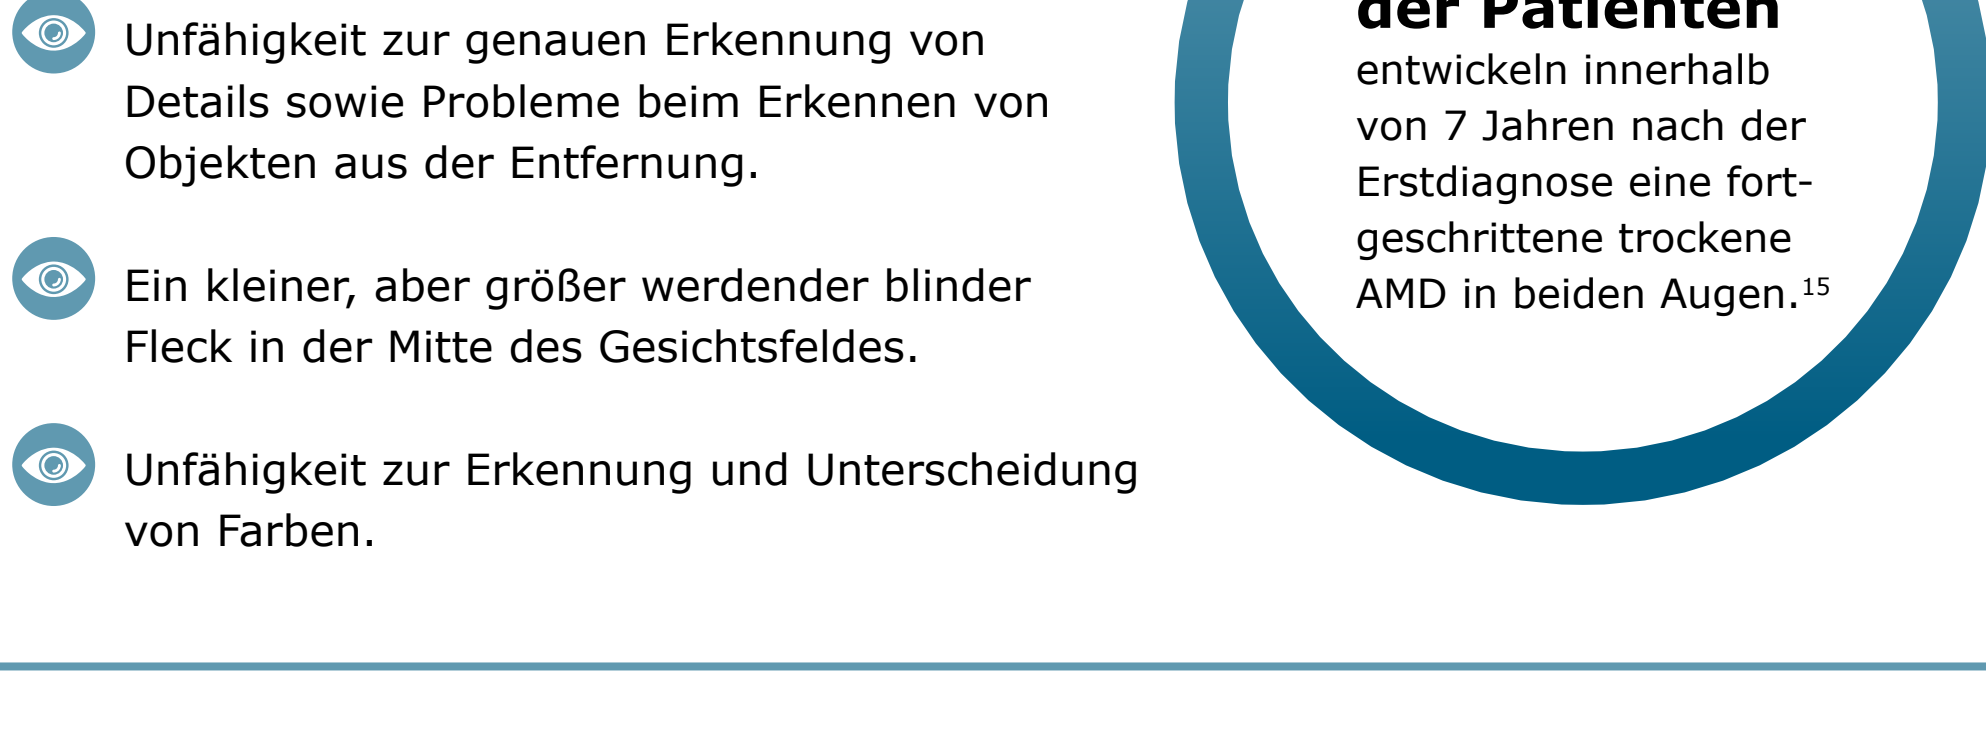 Unfähigkeit zur genauen Erkennung von
Details sowie Probleme beim Erkennen von
Objekten aus der Entfernung.
Ein kleiner, aber größer werdender blinder
Fleck in der Mitte des Gesichtsfeldes.
Unfähigkeit zur Erkennung und Unterscheidung
von Farben.
der Patienten
entwickeln innerhalb
von 7 Jahren nach der
Erstdiagnose eine fort-
geschrittene trockene
AMD in beiden Augen.¹⁵